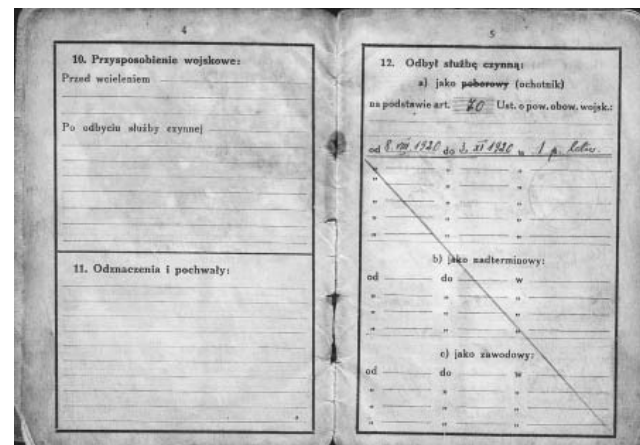 4
10. Przysposobienie wojskowe:
Przed wcieleniem
Po odbyciu służby czynnej
11. Odznaczenia i pochwały:
5
12. Odbył służbę czynną:
a) jako poborowy (ochotnik)
na podstawie art. 70 Ust. o pow. obow. wojsk.:
od 8. VIII 1920 do 3. XI 1920 w 1 p. lotn.
" " "
" " "
" " "
" " "
b) jako nadterminowy:
od do w
" " "
" " "
" " "
c) jako zawodowy:
od do w
" " "
" " "
" " "